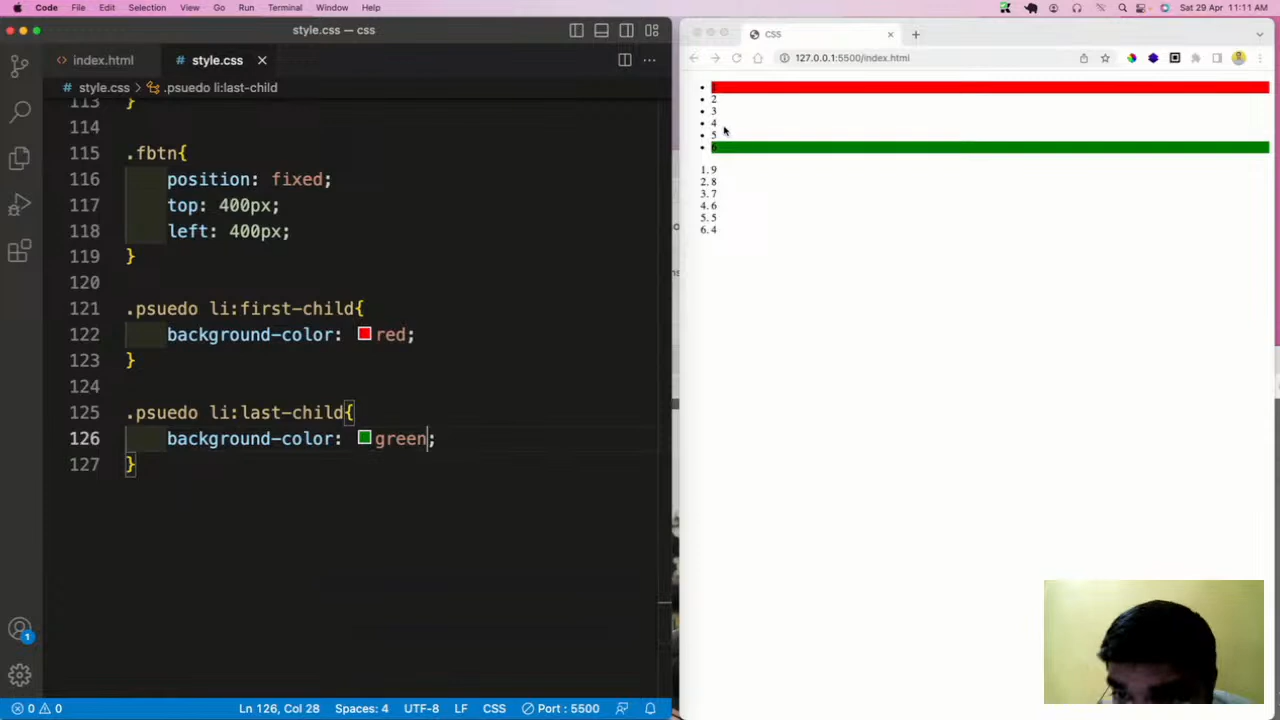 Code File Edit Selection View Go Run Terminal Window Help
Sat 29 Apr 11:11 AM
style.css — css
index.html
style.css
style.css > .psuedo li:last-child
113 }
114
115 .fbtn{
116 position: fixed;
117 top: 400px;
118 left: 400px;
119 }
120
121 .psuedo li:first-child{
122 background-color: red;
123 }
124
125 .psuedo li:last-child{
126 background-color: green;
127 }
1
0 0
Ln 126, Col 28
Spaces: 4
UTF-8
LF
CSS
Port : 5500
CSS
127.0.0.1:5500/index.html
• 1
• 2
• 3
• 4
• 5
• 6
1. 9
2. 8
3. 7
4. 6
5. 5
6. 4